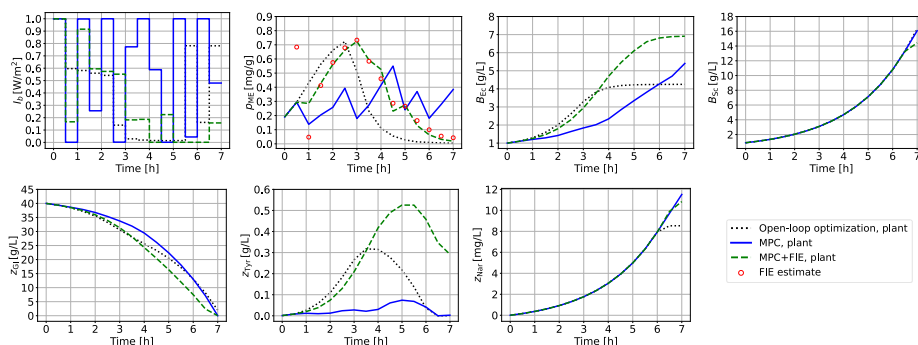 I_b [W/m²]
1.0
0.9
0.8
0.7
0.6
0.5
0.4
0.3
0.2
0.1
0.0
0 1 2 3 4 5 6 7
Time [h]
p_ME [mg/g]
0.9
0.8
0.7
0.6
0.5
0.4
0.3
0.2
0.1
0.0
0 1 2 3 4 5 6 7
Time [h]
B_Ec [g/L]
8
7
6
5
4
3
2
1
0 1 2 3 4 5 6 7
Time [h]
B_Sc [g/L]
18
16
14
12
10
8
6
4
2
0 1 2 3 4 5 6 7
Time [h]
z_Gl [g/L]
45
40
35
30
25
20
15
10
5
0
0 1 2 3 4 5 6 7
Time [h]
z_Tyr [g/L]
0.6
0.5
0.4
0.3
0.2
0.1
0.0
0 1 2 3 4 5 6 7
Time [h]
z_Nar [mg/L]
12
10
8
6
4
2
0
0 1 2 3 4 5 6 7
Time [h]
Open-loop optimization, plant
MPC, plant
MPC+FIE, plant
FIE estimate